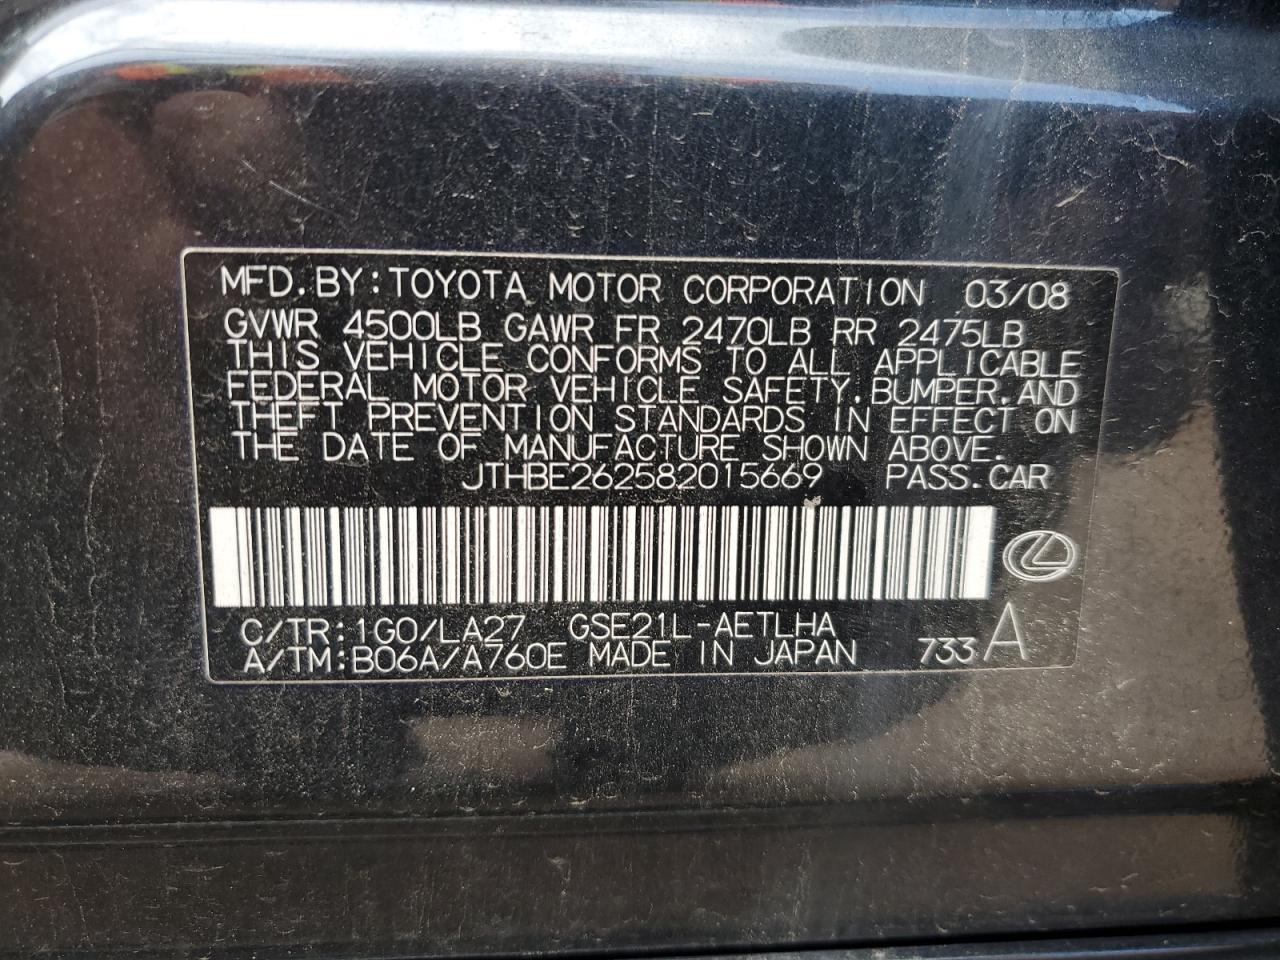 MFD.BY:TOYOTA MOTOR CORPORATION 03/08
GVWR 4500LB GAWR FR 2470LB RR 2475LB
THIS VEHICLE CONFORMS TO ALL APPLICABLE
FEDERAL MOTOR VEHICLE SAFETY.BUMPER.AND
THEFT PREVENTION STANDARDS IN EFFECT ON
THE DATE OF MANUFACTURE SHOWN ABOVE.
JTHBE262582015669 PASS.CAR
C/TR:1G0/LA27 GSE21L-AETLHA
A/TM:B06A/A760E MADE IN JAPAN 733 A